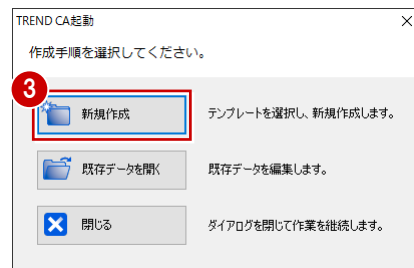 TREND CA起動
作成手順を選択してください。
3
新規作成 テンプレートを選択し、新規作成します。
既存データを開く 既存データを編集します。
閉じる ダイアログを閉じて作業を継続します。